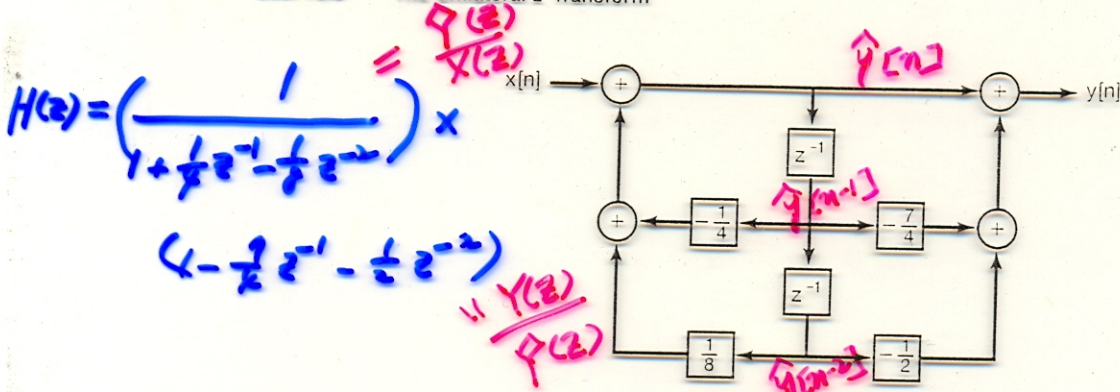 Transform
H(z) = ( 1 / (1 + 1/4 z⁻¹ - 1/8 z⁻²) ) ×
= Ŷ(z) / X(z)
(1 - 7/4 z⁻¹ - 1/2 z⁻²)
" Y(z) / Ŷ(z)
x[n] + ŷ[n] + y[n]
z⁻¹
ŷ[n-1]
+ -1/4 -7/4 +
z⁻¹
1/8 ŷ[n-2] -1/2